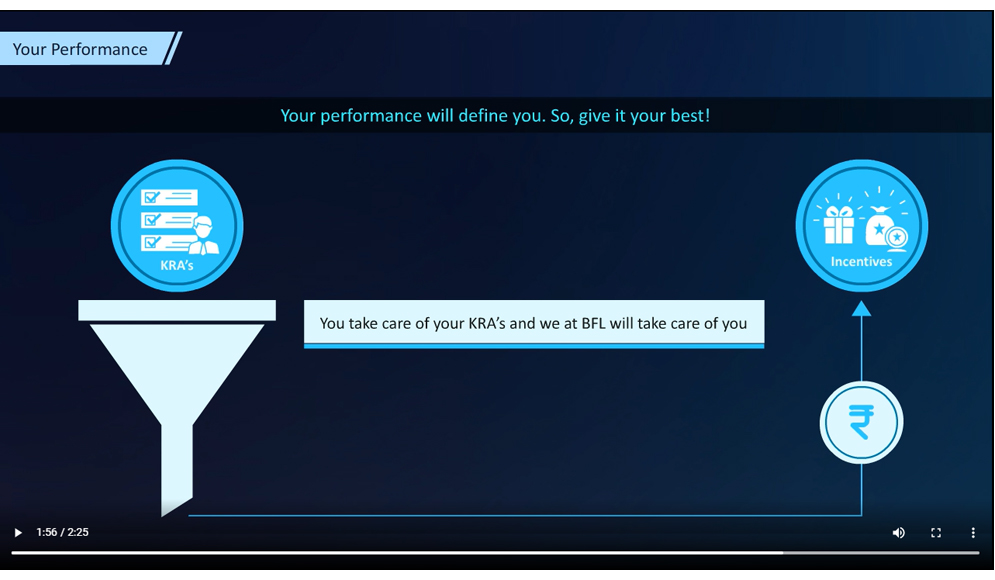 Your Performance
Your performance will define you. So, give it your best!
KRA's
Incentives
You take care of your KRA's and we at BFL will take care of you
₹
1:56 / 2:25